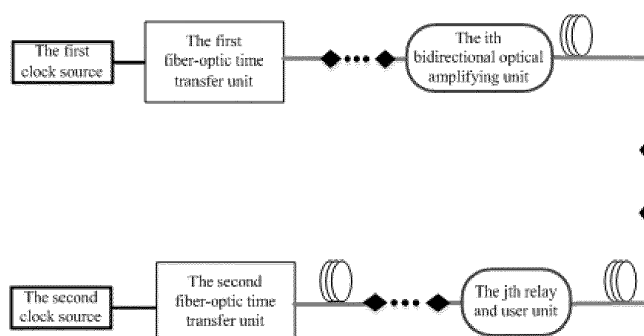 The first
clock source
The first
fiber-optic time
transfer unit
The ith
bidirectional optical
amplifying unit
The second
clock source
The second
fiber-optic time
transfer unit
The jth relay
and user unit